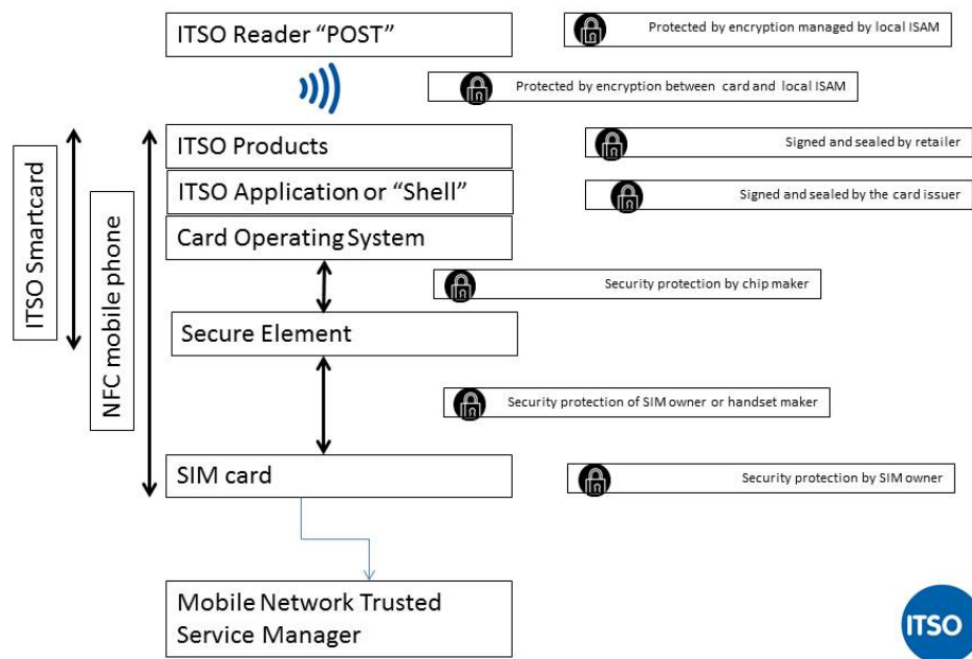 ITSO Reader “POST”
Protected by encryption managed by local ISAM
Protected by encryption between card and local ISAM
ITSO Smartcard
NFC mobile phone
ITSO Products
Signed and sealed by retailer
ITSO Application or “Shell”
Signed and sealed by the card issuer
Card Operating System
Security protection by chip maker
Secure Element
Security protection of SIM owner or handset maker
SIM card
Security protection by SIM owner
Mobile Network Trusted
Service Manager
ITSO